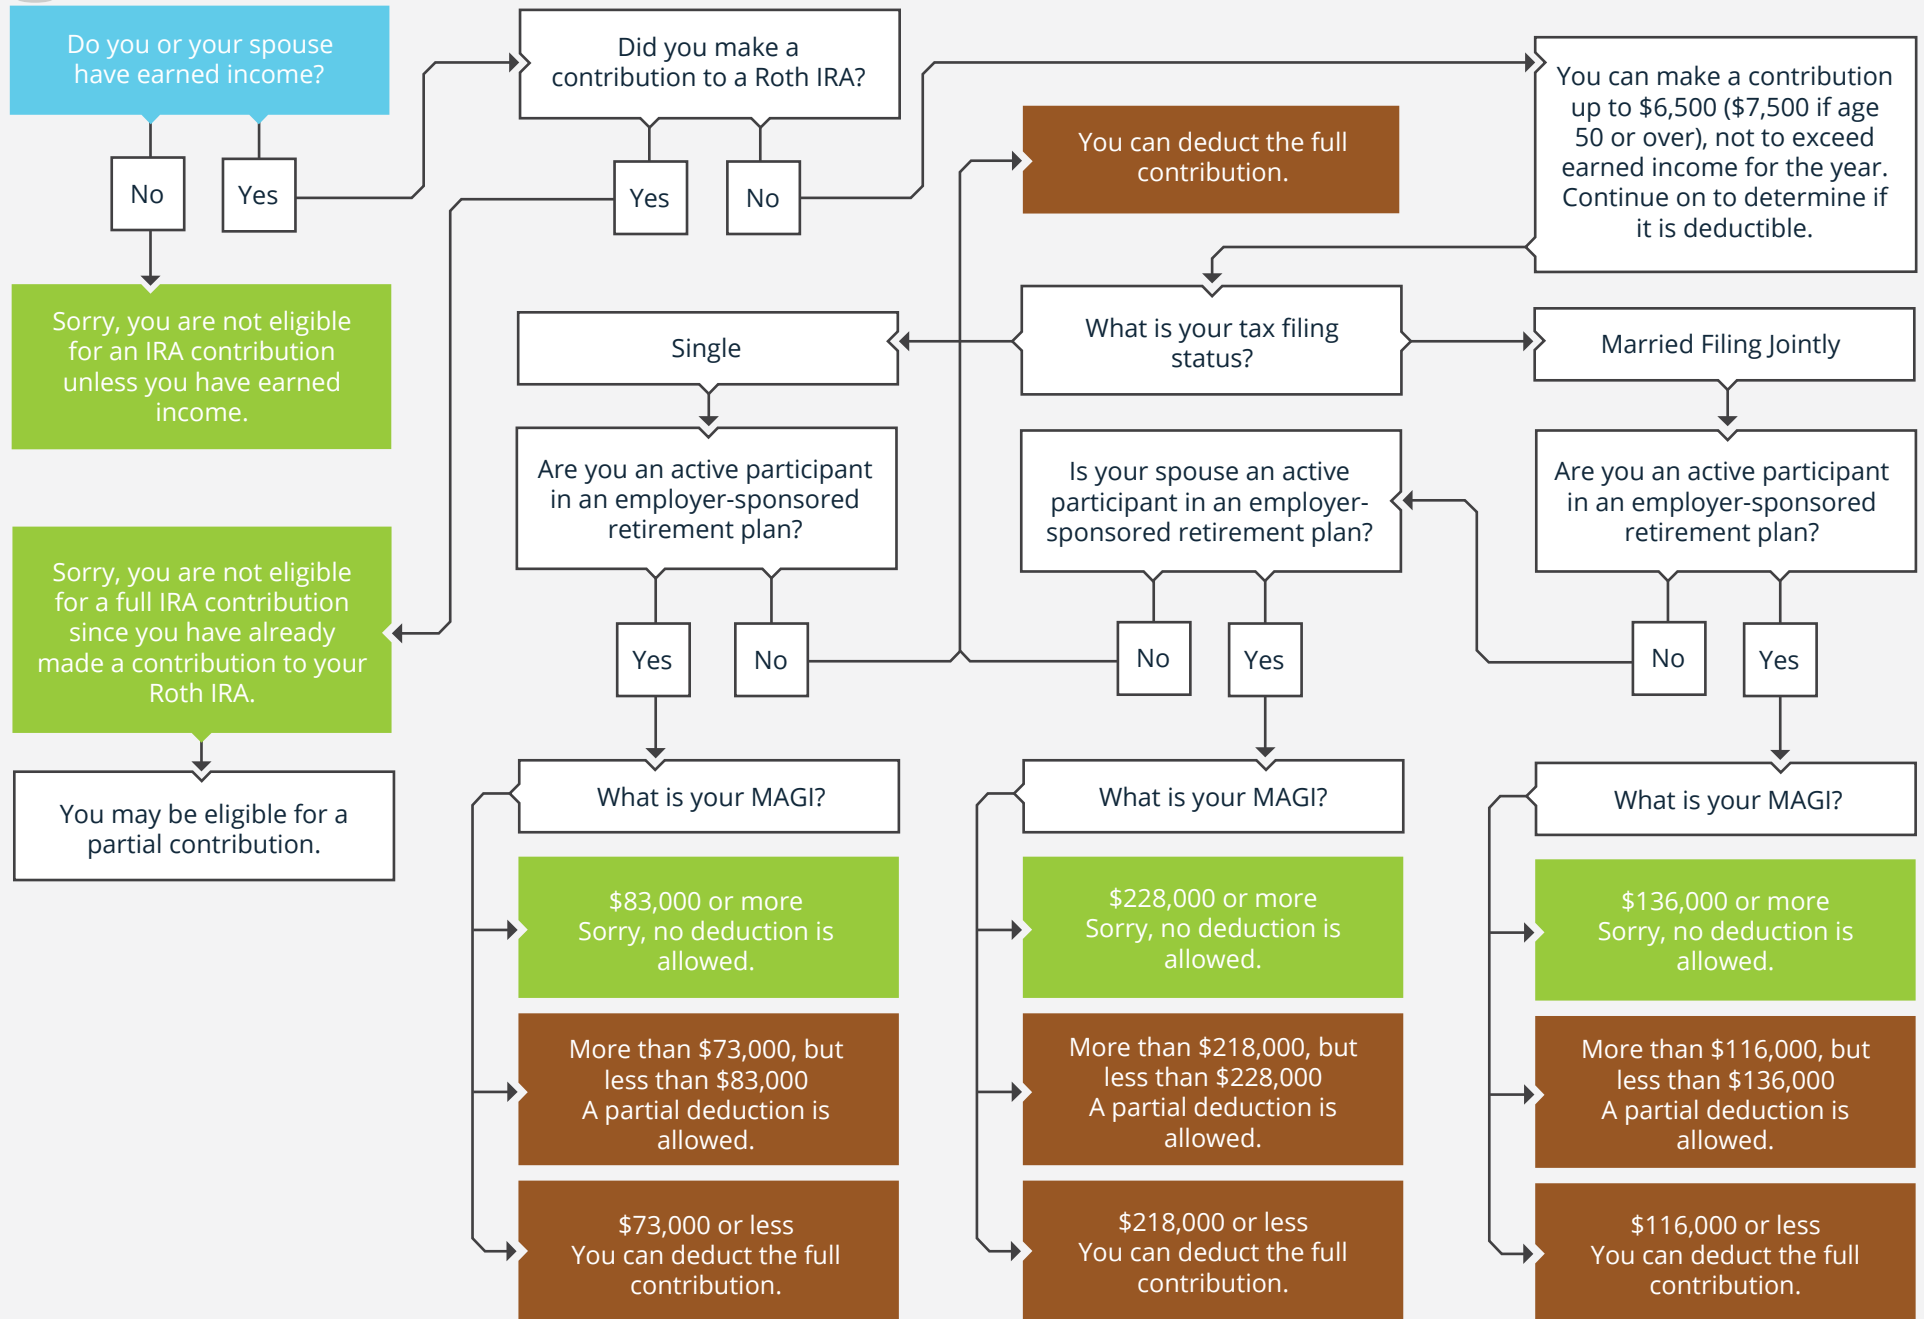 Do you or your spouse
have earned income?
No
Yes
Did you make a
contribution to a Roth IRA?
Yes
No
You can make a contribution
up to $6,500 ($7,500 if age
50 or over), not to exceed
earned income for the year.
Continue on to determine if
it is deductible.
You can deduct the full
contribution.
Sorry, you are not eligible
for an IRA contribution
unless you have earned
income.
Sorry, you are not eligible
for a full IRA contribution
since you have already
made a contribution to your
Roth IRA.
You may be eligible for a
partial contribution.
What is your tax filing
status?
Single
Married Filing Jointly
Are you an active participant
in an employer-sponsored
retirement plan?
Yes
No
Is your spouse an active
participant in an employer-
sponsored retirement plan?
No
Yes
Are you an active participant
in an employer-sponsored
retirement plan?
No
Yes
What is your MAGI?
$83,000 or more
Sorry, no deduction is
allowed.
More than $73,000, but
less than $83,000
A partial deduction is
allowed.
$73,000 or less
You can deduct the full
contribution.
What is your MAGI?
$228,000 or more
Sorry, no deduction is
allowed.
More than $218,000, but
less than $228,000
A partial deduction is
allowed.
$218,000 or less
You can deduct the full
contribution.
What is your MAGI?
$136,000 or more
Sorry, no deduction is
allowed.
More than $116,000, but
less than $136,000
A partial deduction is
allowed.
$116,000 or less
You can deduct the full
contribution.